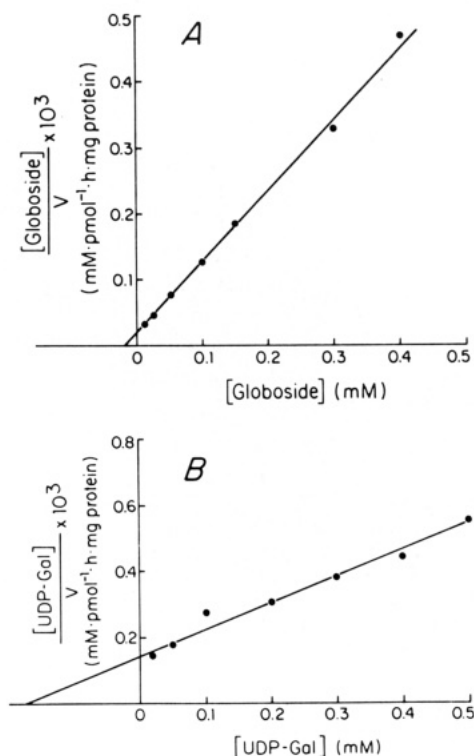 A
0.5
0.4
0.3
0.2
0.1
[Globoside]
V
x 10³
(mM·pmol⁻¹·h·mg protein)
0 0.1 0.2 0.3 0.4 0.5
[Globoside] (mM)
B
0.8
0.6
0.4
0.2
[UDP-Gal]
V
x 10³
(mM·pmol⁻¹·h·mg protein)
0 0.1 0.2 0.3 0.4 0.5
[UDP-Gal] (mM)